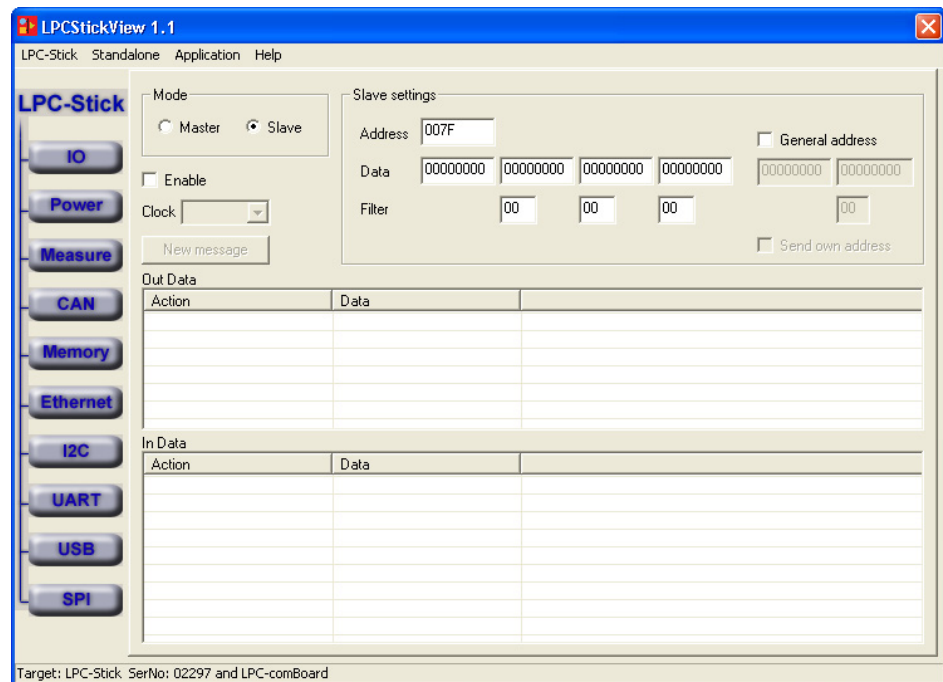 LPCStickView 1.1
LPC-Stick Standalone Application Help
LPC-Stick
IO
Power
Measure
CAN
Memory
Ethernet
I2C
UART
USB
SPI
Mode
Master Slave
Enable
Clock
New message
Slave settings
Address 007F
Data 00000000 00000000 00000000 00000000
Filter 00 00 00
General address
00000000 00000000
00
Send own address
Out Data
Action Data
In Data
Action Data
Target: LPC-Stick SerNo: 02297 and LPC-comBoard